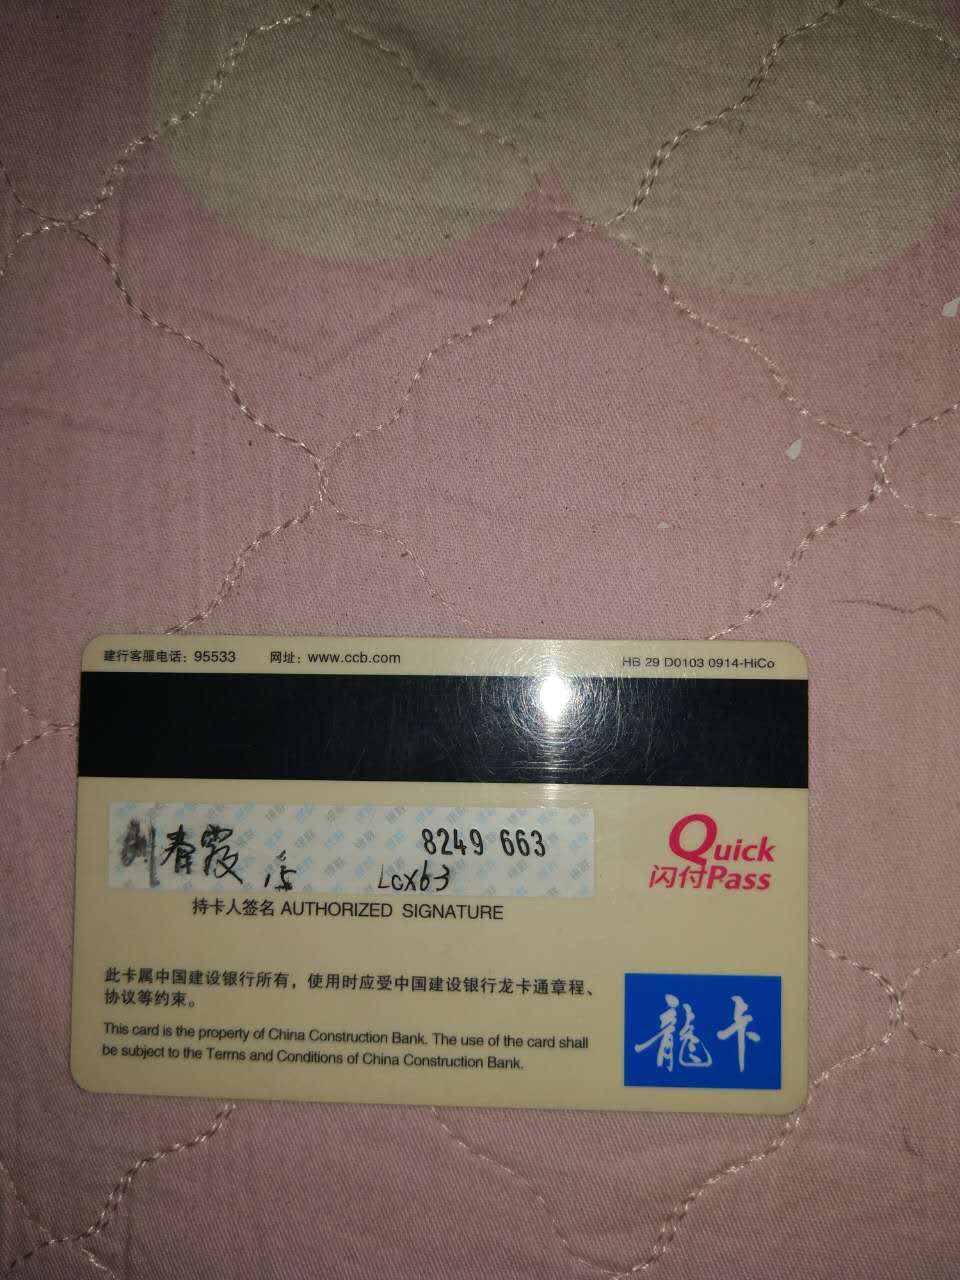 建行客服电话：95533 网址：www.ccb.com HB 29 D0103 0914-HiCo
8249 663
春霞 15 Lcx63
持卡人签名 AUTHORIZED SIGNATURE
Quick
闪付Pass
此卡属中国建设银行所有，使用时应受中国建设银行龙卡通章程、
协议等约束。
This card is the property of China Construction Bank. The use of the card shall
be subject to the Terms and Conditions of China Construction Bank.
龍卡